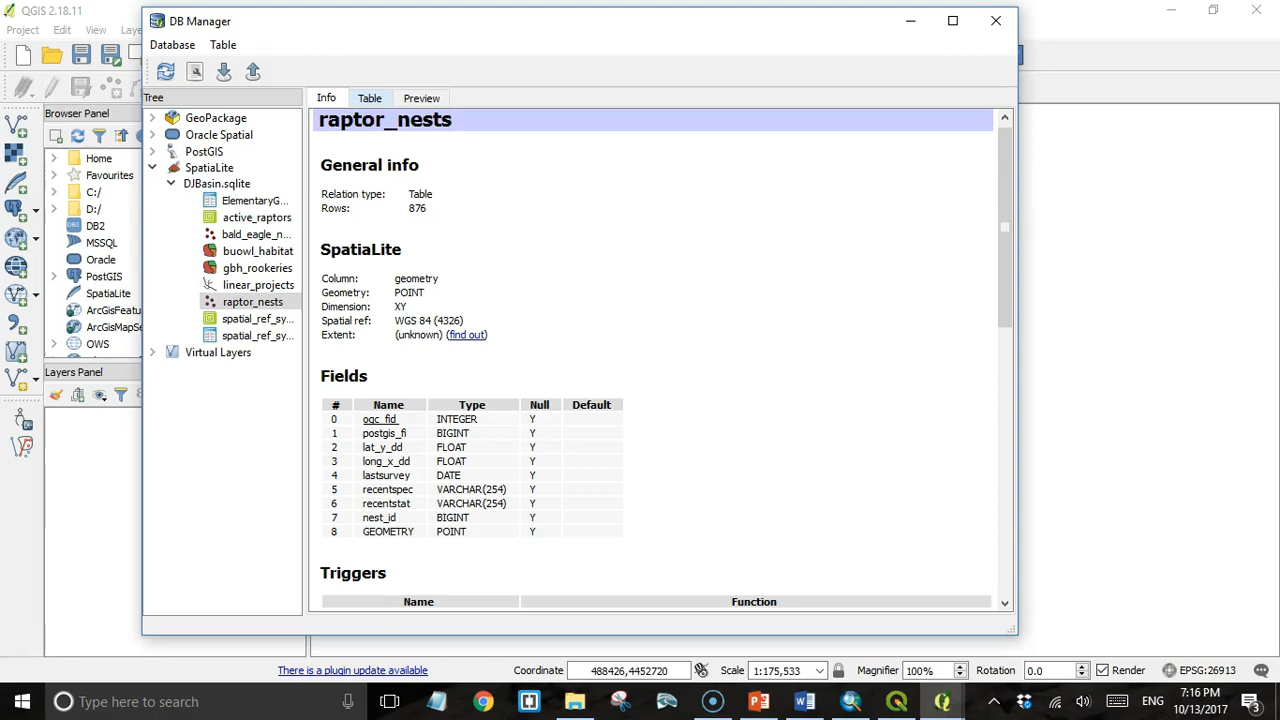 QGIS 2.18.11
Project Edit View Laye
Browser Panel
Home
Favourites
C:/
D:/
DB2
MSSQL
Oracle
PostGIS
SpatiaLite
ArcGisFeatu
ArcGisMapSe
OWS
Layers Panel
DB Manager
Database Table
Tree
GeoPackage
Oracle Spatial
PostGIS
SpatiaLite
DJBasin.sqlite
ElementaryG...
active_raptors
bald_eagle_n...
buowl_habitat
gbh_rookeries
linear_projects
raptor_nests
spatial_ref_sy...
spatial_ref_sy...
Virtual Layers
Info Table Preview
raptor_nests
General info
Relation type: Table
Rows: 876
SpatiaLite
Column: geometry
Geometry: POINT
Dimension: XY
Spatial ref: WGS 84 (4326)
Extent: (unknown) (find out)
Fields
# Name Type Null Default
0 ogc_fid INTEGER Y
1 postgis_fi BIGINT Y
2 lat_y_dd FLOAT Y
3 long_x_dd FLOAT Y
4 lastsurvey DATE Y
5 recentspec VARCHAR(254) Y
6 recentstat VARCHAR(254) Y
7 nest_id BIGINT Y
8 GEOMETRY POINT Y
Triggers
Name Function
There is a plugin update available Coordinate 488426,4452720 Scale 1:175,533 Magnifier 100% Rotation 0.0 Render EPSG:26913
Type here to search
ENG
7:16 PM
10/13/2017
3